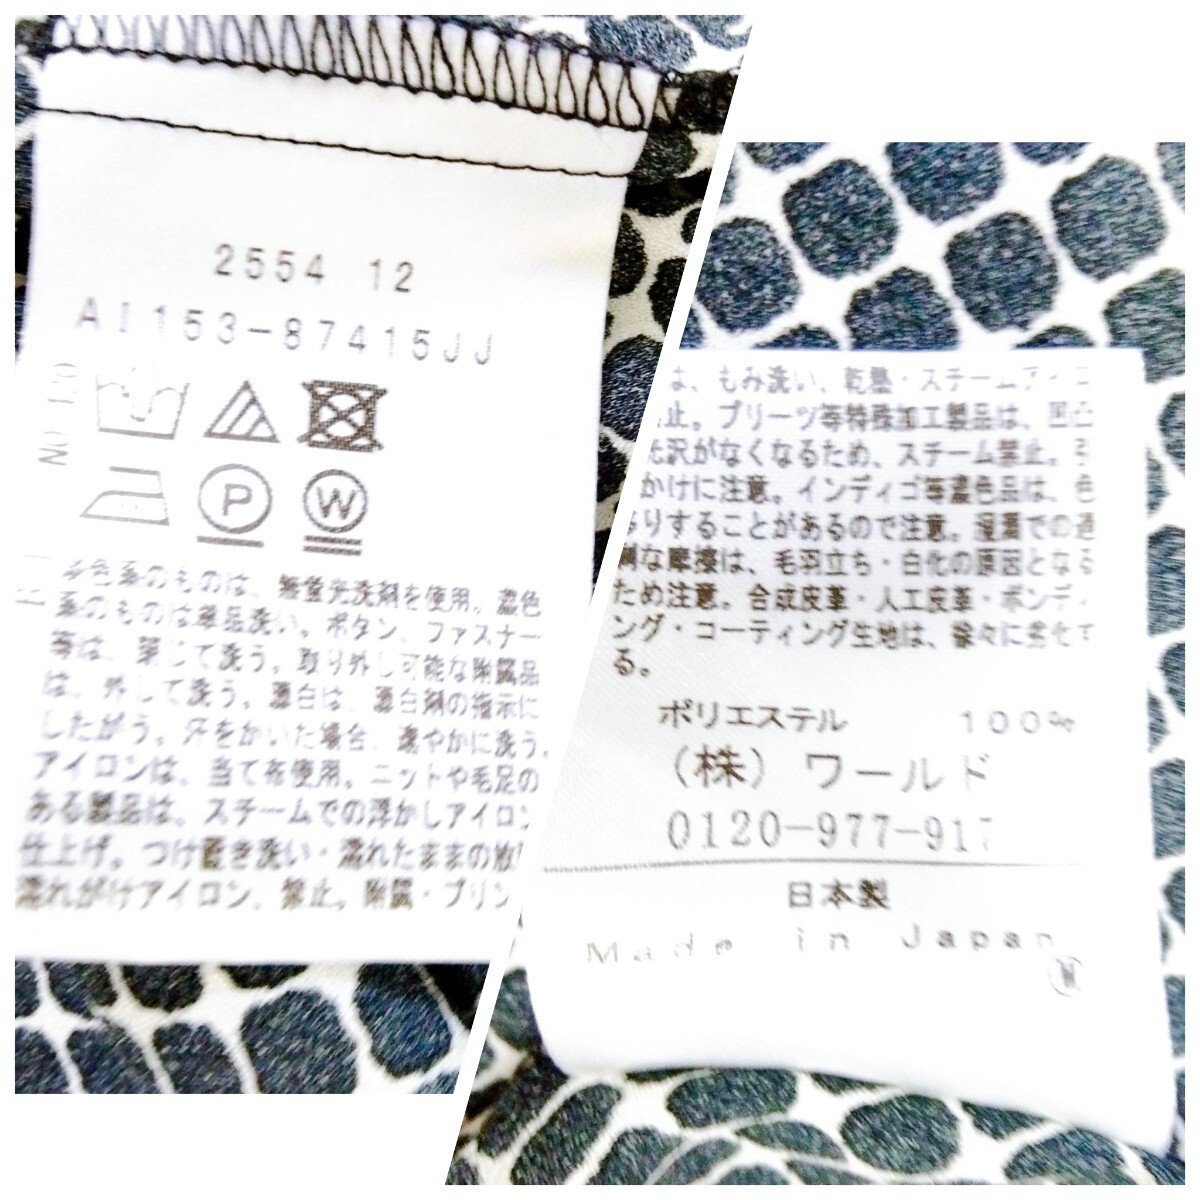 2554 12
AI153-87415JJ
P W
系のものは、無蛍光洗剤を使用。濃色
系のものは単品洗い。ボタン、ファスナー
等は、閉じて洗う。取り外し可能な附属品
は、外して洗う。漂白は、漂白剤の指示に
したがう。汗をかいた場合、速やかに洗う。
アイロンは、当て布使用。ニットや毛足の
ある製品は、スチームでの浮かしアイロン
仕上げ。つけ置き洗い・濡れたままの放
濡れがけアイロン、禁止。附属・プリン
は、もみ洗い、乾塾・スチームアイロ
止。プリーツ等特殊加工製品は、凹凸
光沢がなくなるため、スチーム禁止。引
かけに注意。インディゴ等濃色品は、色
りすることがあるので注意。湿潤での過
剰な摩擦は、毛羽立ち・白化の原因となる
ため注意。合成皮革・人工皮革・ボンディ
ング・コーティング生地は、徐々に劣化す
る。
ポリエステル 100%
(株) ワールド
0120-977-917
日本製
Made in Japan
W